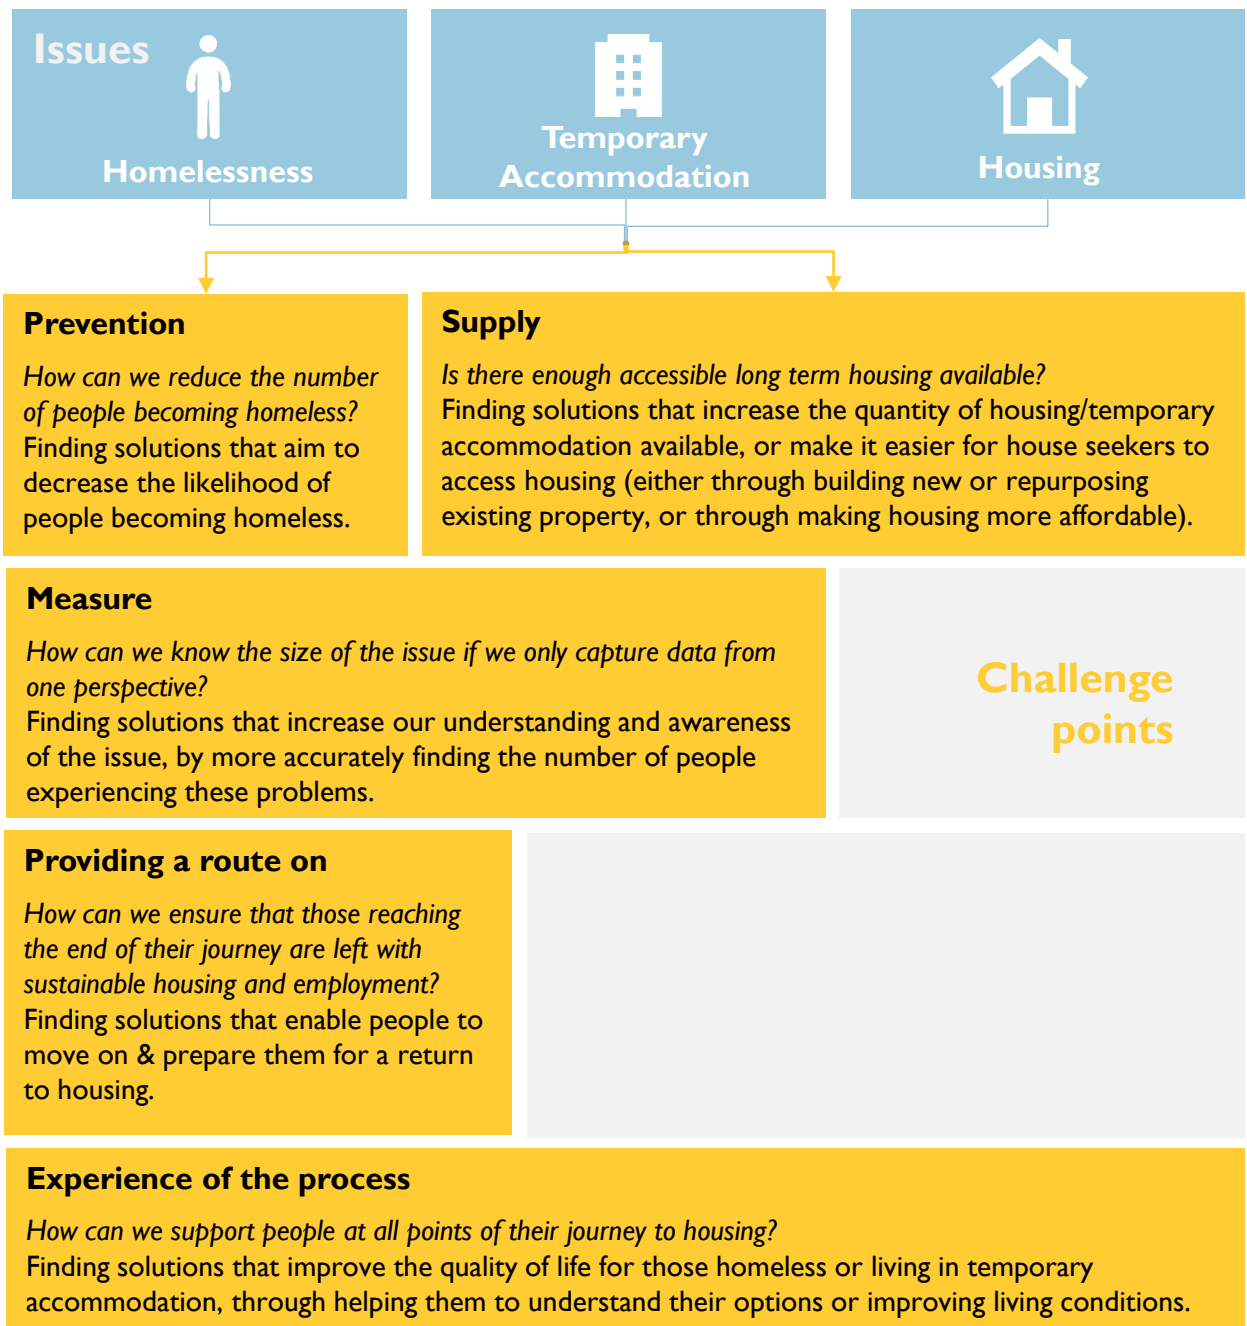 Issues
Homelessness
Temporary
Accommodation
Housing
Prevention
How can we reduce the number
of people becoming homeless?
Finding solutions that aim to
decrease the likelihood of
people becoming homeless.
Supply
Is there enough accessible long term housing available?
Finding solutions that increase the quantity of housing/temporary
accommodation available, or make it easier for house seekers to
access housing (either through building new or repurposing
existing property, or through making housing more affordable).
Measure
How can we know the size of the issue if we only capture data from
one perspective?
Finding solutions that increase our understanding and awareness
of the issue, by more accurately finding the number of people
experiencing these problems.
Challenge
points
Providing a route on
How can we ensure that those reaching
the end of their journey are left with
sustainable housing and employment?
Finding solutions that enable people to
move on & prepare them for a return
to housing.
Experience of the process
How can we support people at all points of their journey to housing?
Finding solutions that improve the quality of life for those homeless or living in temporary
accommodation, through helping them to understand their options or improving living conditions.